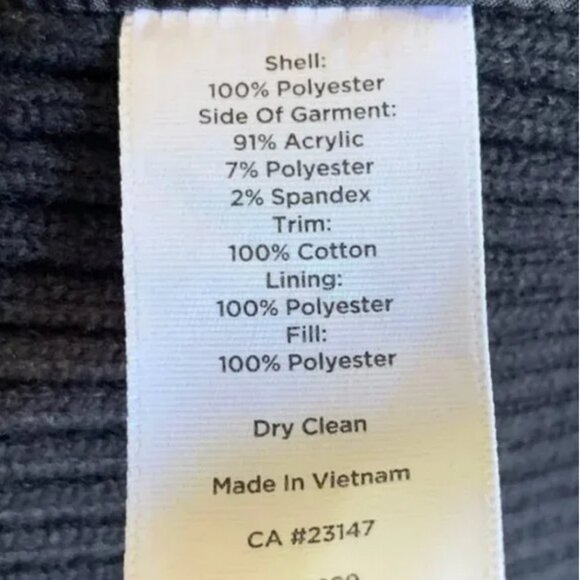 Shell:
100% Polyester
Side Of Garment:
91% Acrylic
7% Polyester
2% Spandex
Trim:
100% Cotton
Lining:
100% Polyester
Fill:
100% Polyester
Dry Clean
Made In Vietnam
CA #23147